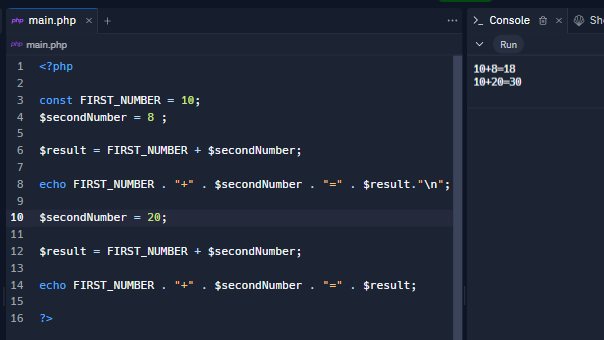 php main.php × +
php main.php
1 <?php
2
3 const FIRST_NUMBER = 10;
4 $secondNumber = 8 ;
5
6 $result = FIRST_NUMBER + $secondNumber;
7
8 echo FIRST_NUMBER . "+" . $secondNumber . "=" . $result."\n";
9
10 $secondNumber = 20;
11
12 $result = FIRST_NUMBER + $secondNumber;
13
14 echo FIRST_NUMBER . "+" . $secondNumber . "=" . $result;
15
16 ?>
>_ Console × Sh
Run
10+8=18
10+20=30